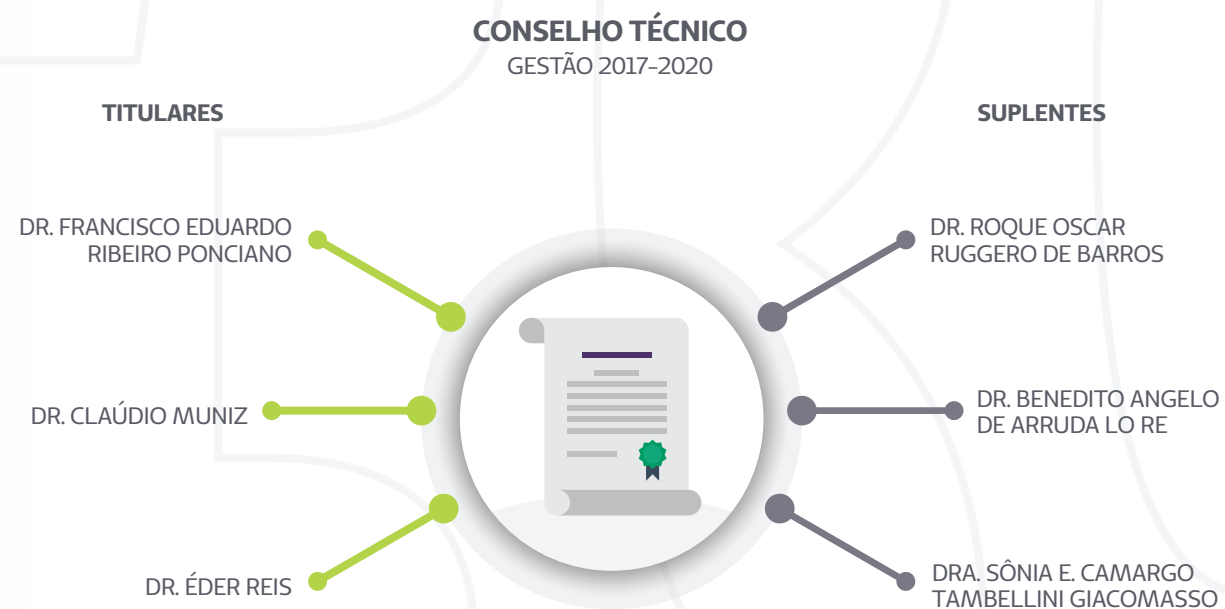 CONSELHO TÉCNICO
GESTÃO 2017-2020
TITULARES
DR. FRANCISCO EDUARDO
RIBEIRO PONCIANO
DR. CLAÚDIO MUNIZ
DR. ÉDER REIS
SUPLENTES
DR. ROQUE OSCAR
RUGGERO DE BARROS
DR. BENEDITO ANGELO
DE ARRUDA LO RE
DRA. SÔNIA E. CAMARGO
TAMBELLINI GIACOMASSO